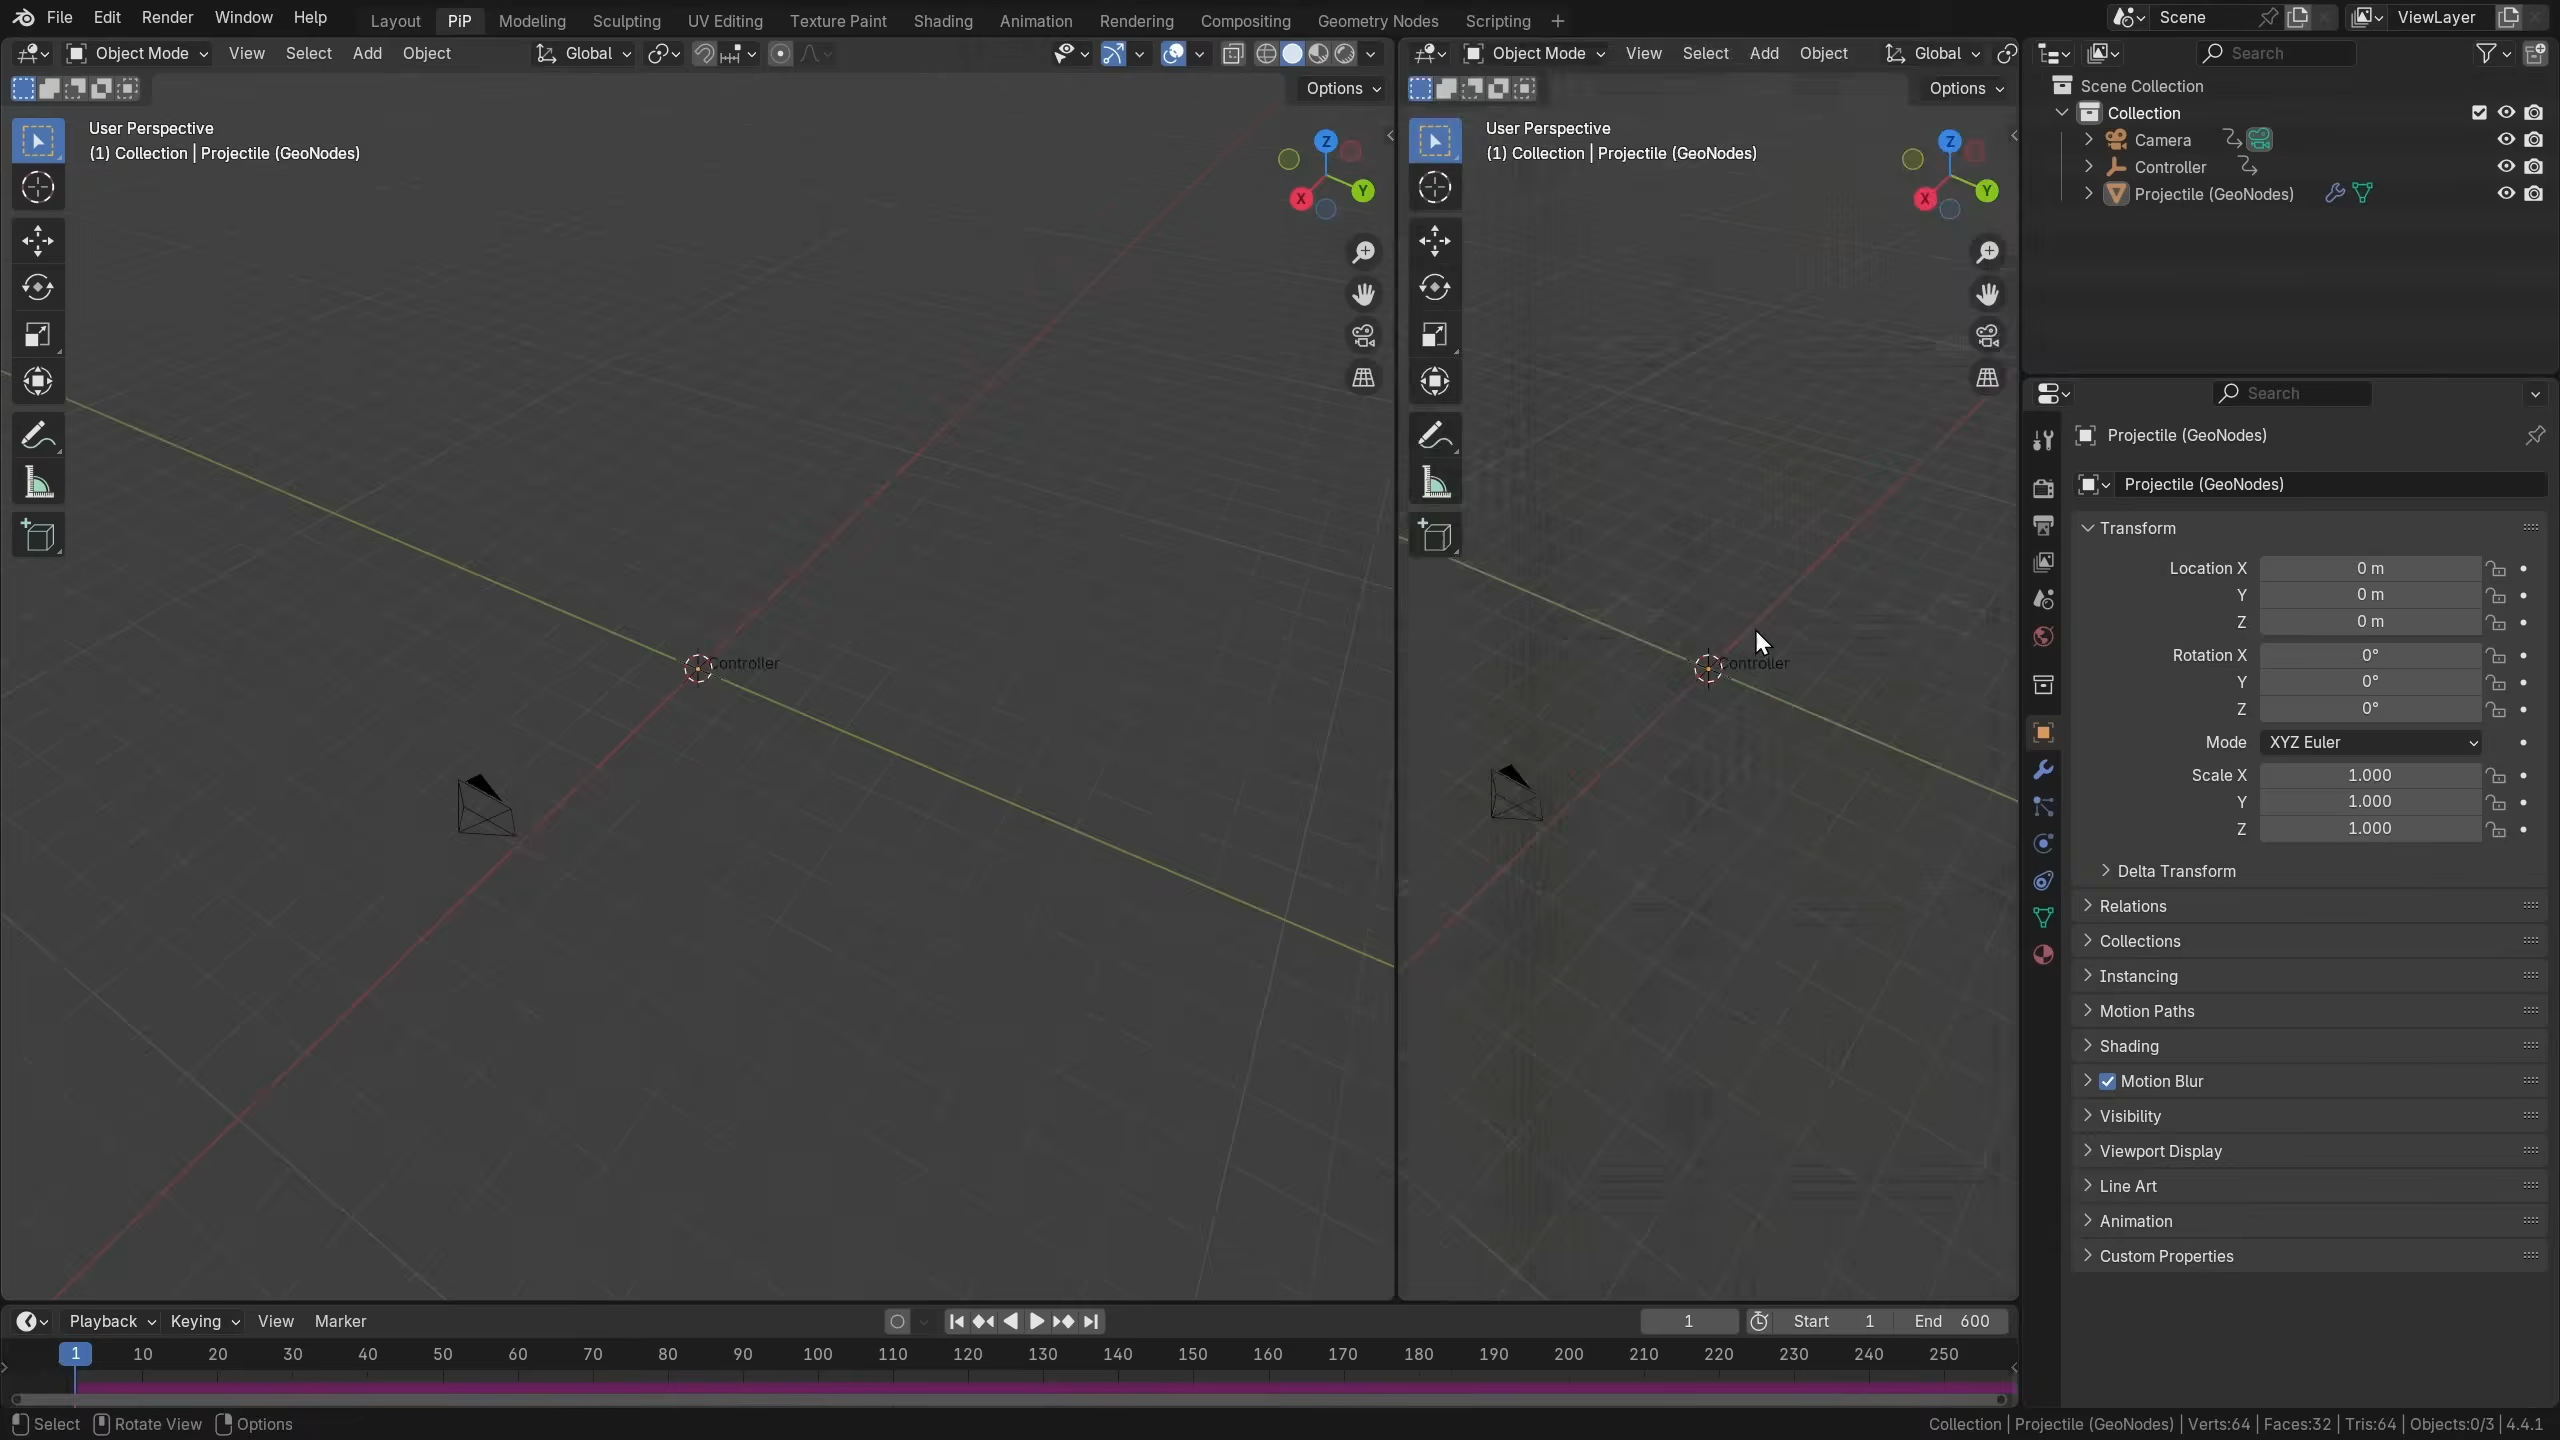 File Edit Render Window Help Layout PiP Modeling Sculpting UV Editing Texture Paint Shading Animation Rendering Compositing Geometry Nodes Scripting + Scene ViewLayer
Object Mode View Select Add Object Global
Options
User Perspective
(1) Collection | Projectile (GeoNodes)
Z
Y
X
Controller
Object Mode View Select Add Object Global
Options
User Perspective
(1) Collection | Projectile (GeoNodes)
Z
Y
X
Controller
Search
Scene Collection
Collection
Camera
Controller
Projectile (GeoNodes)
Search
Projectile (GeoNodes)
Projectile (GeoNodes)
Transform
Location X 0 m
Y 0 m
Z 0 m
Rotation X 0°
Y 0°
Z 0°
Mode XYZ Euler
Scale X 1.000
Y 1.000
Z 1.000
Delta Transform
Relations
Collections
Instancing
Motion Paths
Shading
Motion Blur
Visibility
Viewport Display
Line Art
Animation
Custom Properties
Playback Keying View Marker 1 Start 1 End 600
1 10 20 30 40 50 60 70 80 90 100 110 120 130 140 150 160 170 180 190 200 210 220 230 240 250
Select Rotate View Options Collection | Projectile (GeoNodes) | Verts:64 | Faces:32 | Tris:64 | Objects:0/3 | 4.4.1